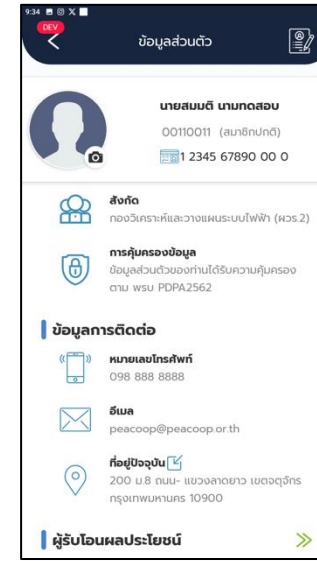 9:34
DEV
ข้อมูลส่วนตัว
นายสมมติ นามทดสอบ
00110011 (สมาชิกปกติ)
1 2345 67890 00 0
สังกัด
กองวิเคราะห์และวางแผนระบบไฟฟ้า (ผวร.2)
การคุ้มครองข้อมูล
ข้อมูลส่วนตัวของท่านได้รับความคุ้มครอง
ตาม พรบ PDPA2562
ข้อมูลการติดต่อ
หมายเลขโทรศัพท์
098 888 8888
อีเมล
peacoop@peacoop.or.th
ที่อยู่ปัจจุบัน
200 ม.8 ถนน- แขวงลาดยาว เขตจตุจักร
กรุงเทพมหานคร 10900
ผู้รับโอนผลประโยชน์